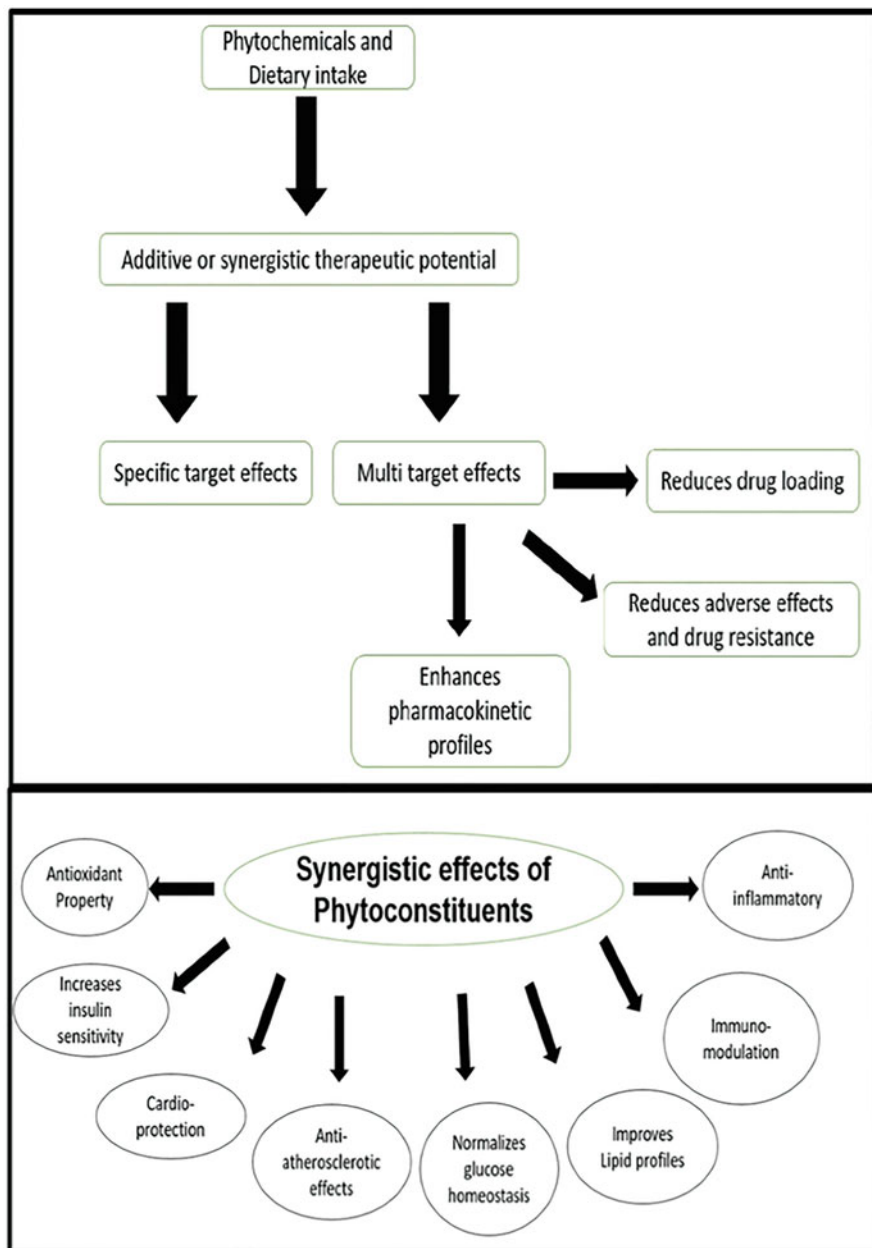 Phytochemicals and
Dietary intake
Additive or synergistic therapeutic potential
Specific target effects
Multi target effects
Reduces drug loading
Reduces adverse effects
and drug resistance
Enhances
pharmacokinetic
profiles
Synergistic effects of
Phytoconstituents
Antioxidant
Property
Anti-
inflammatory
Increases
insulin
sensitivity
Immuno-
modulation
Cardio-
protection
Anti-
atherosclerotic
effects
Normalizes
glucose
homeostasis
Improves
Lipid profiles